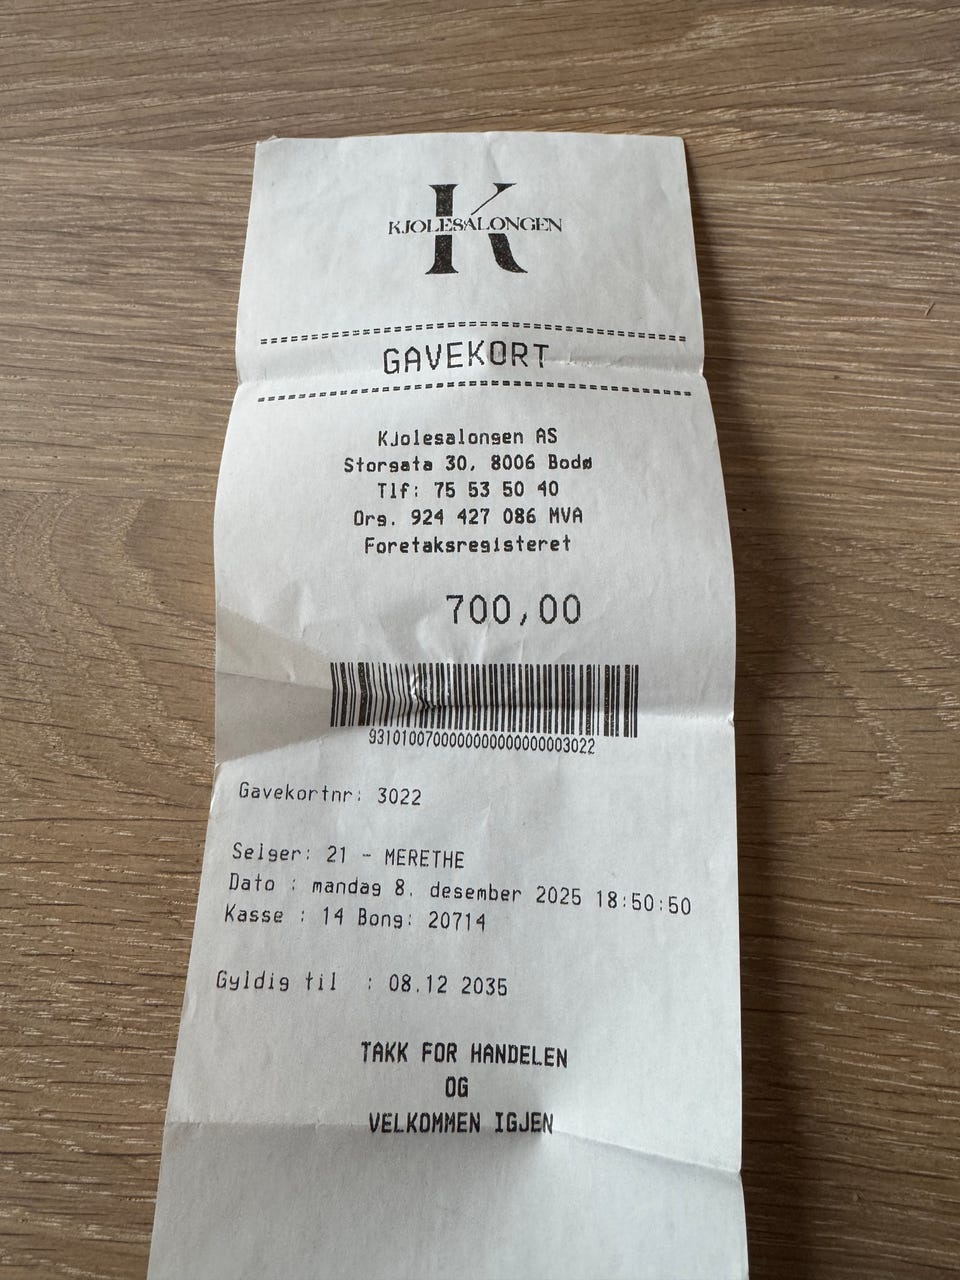 K
KJOLESALONGEN
GAVEKORT
Kjolesalongen AS
Storgata 30, 8006 Bodø
Tlf: 75 53 50 40
Org. 924 427 086 MVA
Foretaksregisteret
700,00
9310100700000000000000003022
Gavekortnr: 3022
Selger: 21 - MERETHE
Dato : mandag 8. desember 2025 18:50:50
Kasse : 14 Bong: 20714
Gyldig til : 08.12 2035
TAKK FOR HANDELEN
OG
VELKOMMEN IGJEN